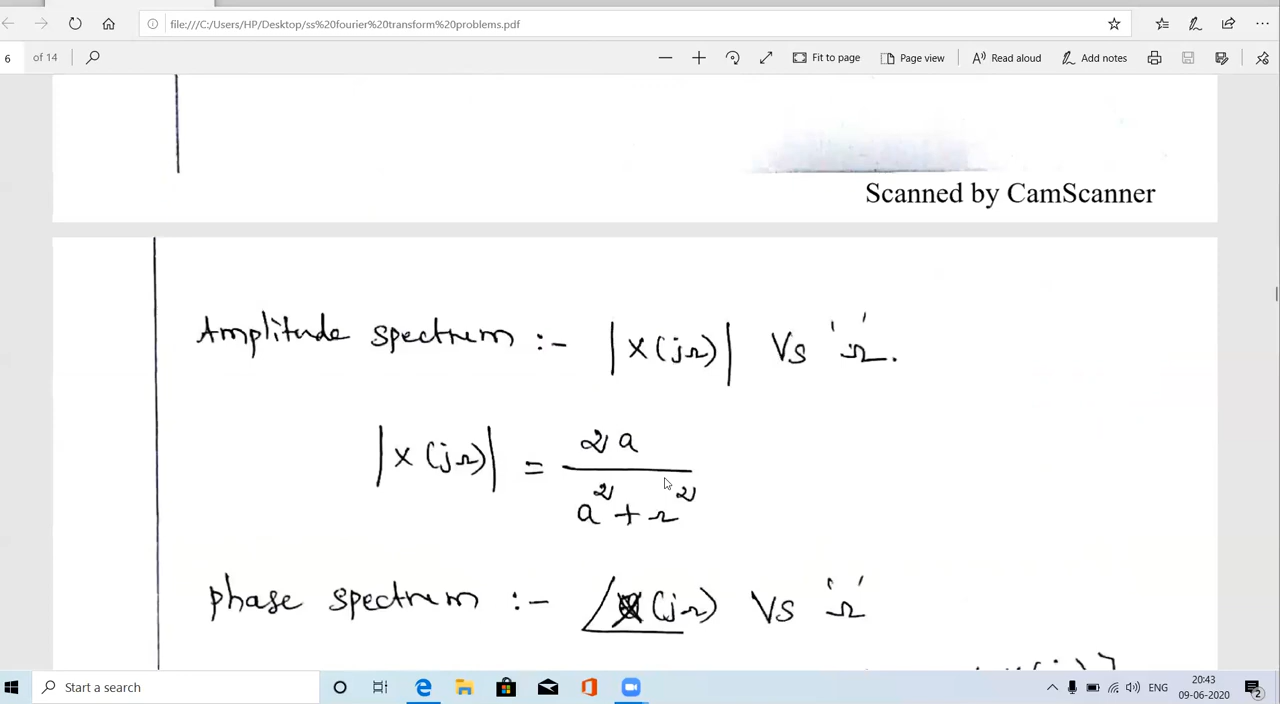 file:///C:/Users/HP/Desktop/ss%20fourier%20transform%20problems.pdf
6 of 14 Fit to page Page view Read aloud Add notes
Scanned by CamScanner
Amplitude spectrum :- |X(jΩ)| Vs 'Ω'.
|X(jΩ)| = 2a / a² + Ω²
phase spectrum :- ∠X(jΩ) Vs 'Ω'
Start a search
ENG
20:43
09-06-2020
2